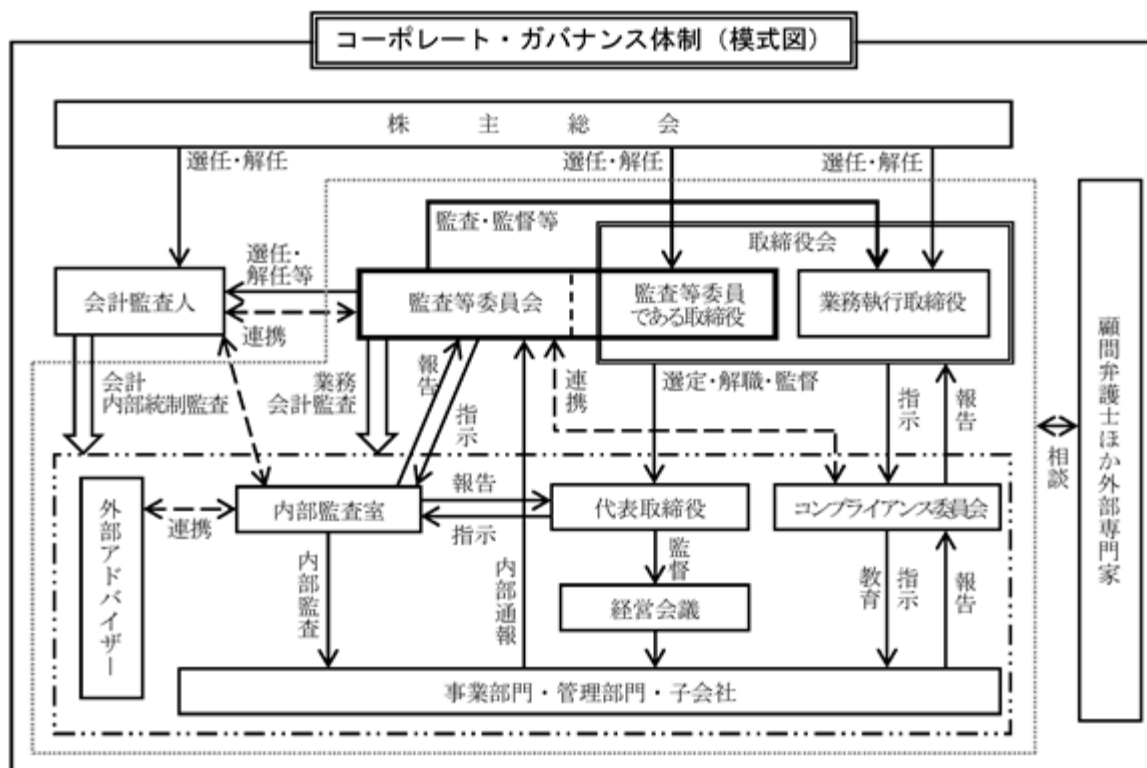 コーポレート・ガバナンス体制（模式図）
株主総会
選任・解任
選任・解任
選任・解任
監査・監督等
取締役会
選任・
解任等
会計監査人
監査等委員会
監査等委員
である取締役
業務執行取締役
連携
会計
内部統制監査
業務
会計監査
報告
指示
連携
選定・解職・監督
指示
報告
顧問弁護士ほか外部専門家
相談
外部アドバイザー
連携
内部監査室
報告
指示
代表取締役
コンプライアンス委員会
内部監査
内部通報
監督
経営会議
教育
指示
報告
事業部門・管理部門・子会社